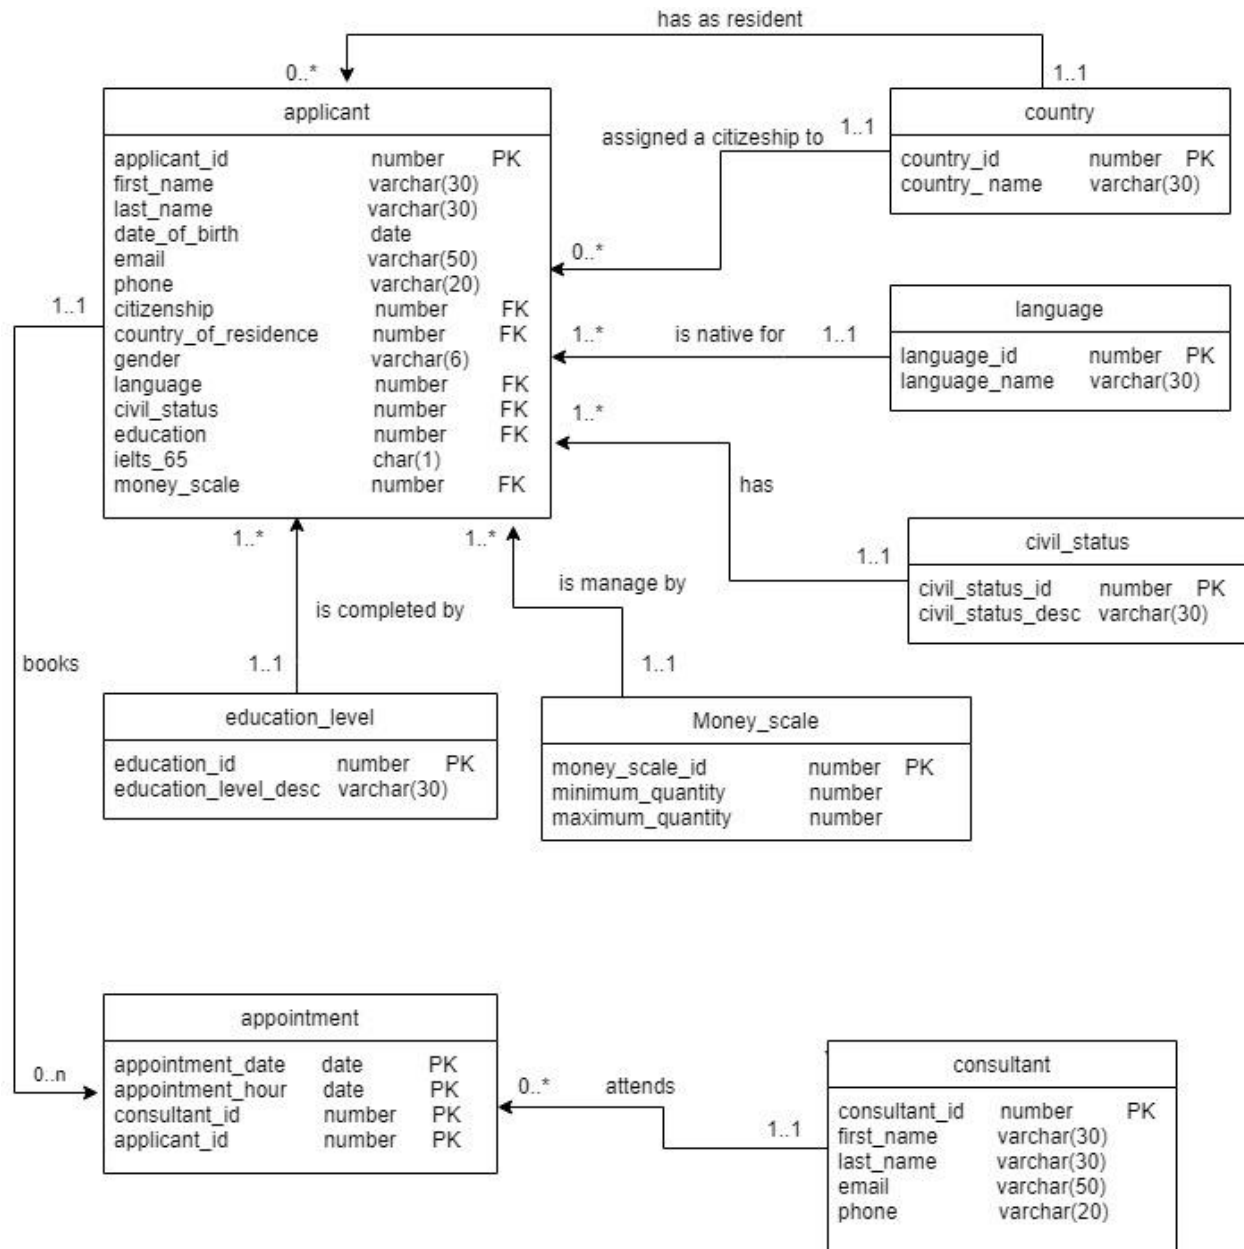 has as resident
0..*
1..1
applicant
applicant_id number PK
first_name varchar(30)
last_name varchar(30)
date_of_birth date
email varchar(50)
phone varchar(20)
citizenship number FK
country_of_residence number FK
gender varchar(6)
language number FK
civil_status number FK
education number FK
ielts_65 char(1)
money_scale number FK
country
country_id number PK
country_ name varchar(30)
assigned a citizeship to
1..1
0..*
language
language_id number PK
language_name varchar(30)
1..* is native for 1..1
1..*
has
1..1
civil_status
civil_status_id number PK
civil_status_desc varchar(30)
1..1
books
0..n
1..*
is completed by
1..1
1..*
is manage by
1..1
education_level
education_id number PK
education_level_desc varchar(30)
Money_scale
money_scale_id number PK
minimum_quantity number
maximum_quantity number
appointment
appointment_date date PK
appointment_hour date PK
consultant_id number PK
applicant_id number PK
0..* attends
1..1
consultant
consultant_id number PK
first_name varchar(30)
last_name varchar(30)
email varchar(50)
phone varchar(20)